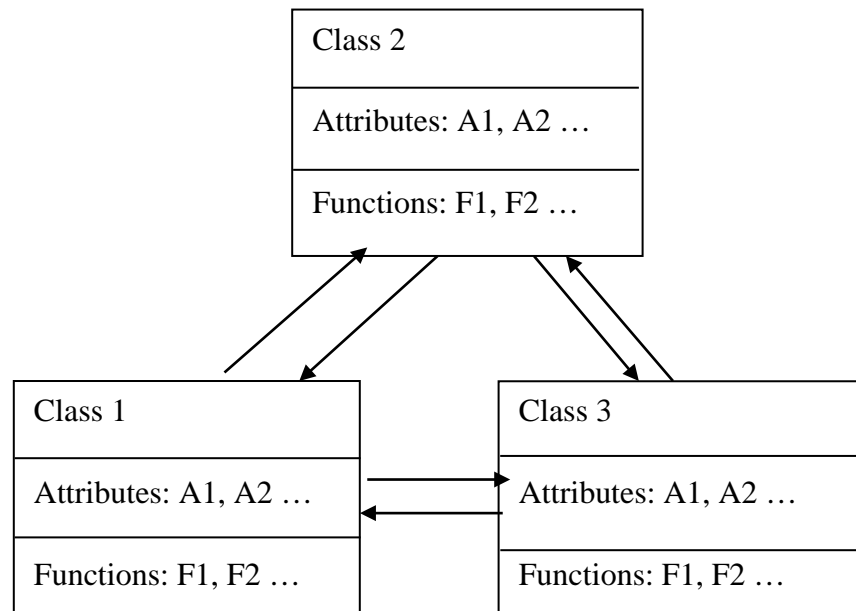 Class 2
Attributes: A1, A2 …
Functions: F1, F2 …
Class 1
Attributes: A1, A2 …
Functions: F1, F2 …
Class 3
Attributes: A1, A2 …
Functions: F1, F2 …